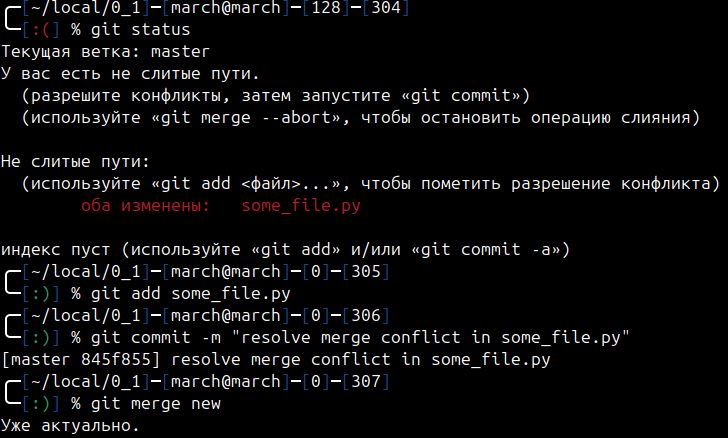 [~/local/0_1]-[march@march]-[128]-[304]
[:(] % git status
Текущая ветка: master
У вас есть не слитые пути.
(разрешите конфликты, затем запустите «git commit»)
(используйте «git merge --abort», чтобы остановить операцию слияния)
Не слитые пути:
(используйте «git add <файл>...», чтобы пометить разрешение конфликта)
оба изменены: some_file.py
индекс пуст (используйте «git add» и/или «git commit -a»)
[~/local/0_1]-[march@march]-[0]-[305]
[:)] % git add some_file.py
[~/local/0_1]-[march@march]-[0]-[306]
[:)] % git commit -m "resolve merge conflict in some_file.py"
[master 845f855] resolve merge conflict in some_file.py
[~/local/0_1]-[march@march]-[0]-[307]
[:)] % git merge new
Уже актуально.